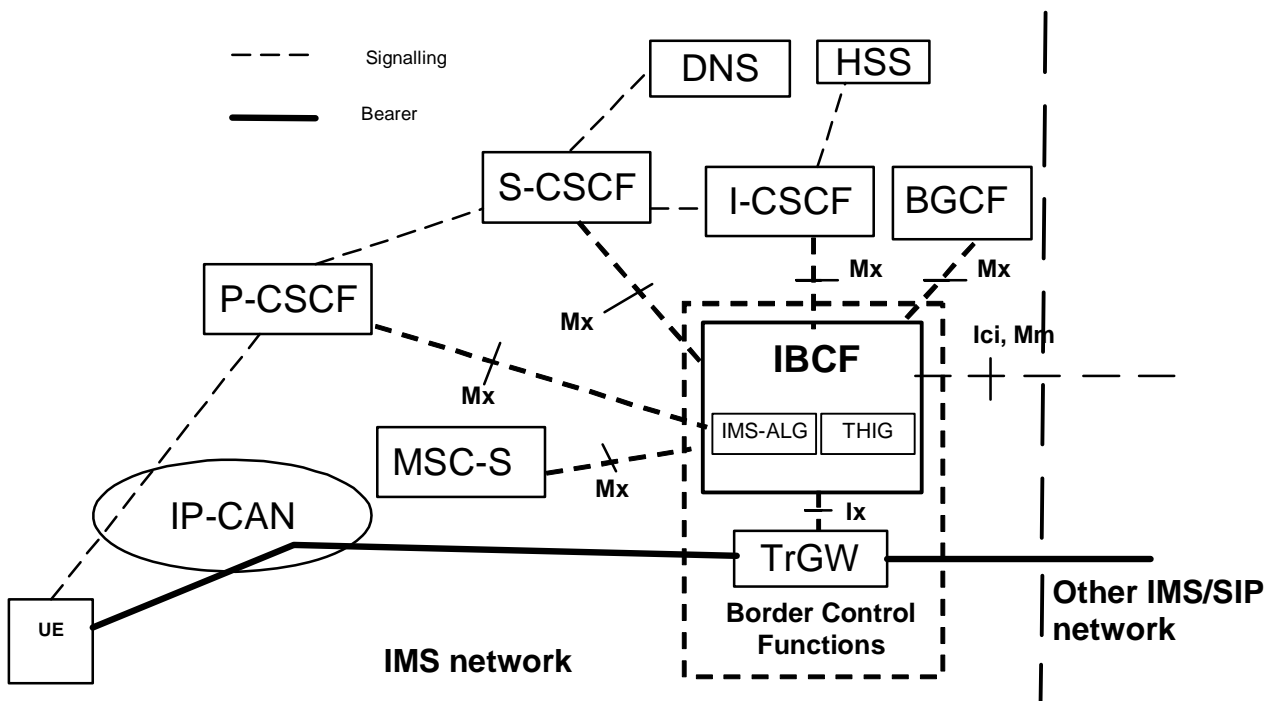 Signalling
DNS
HSS
Bearer
S-CSCF
I-CSCF
BGCF
P-CSCF
Mx
Mx
Mx
Ici, Mm
IBCF
Mx
IMS-ALG
THIG
MSC-S
Mx
Ix
IP-CAN
TrGW
Other IMS/SIP
network
Border Control
Functions
UE
IMS network